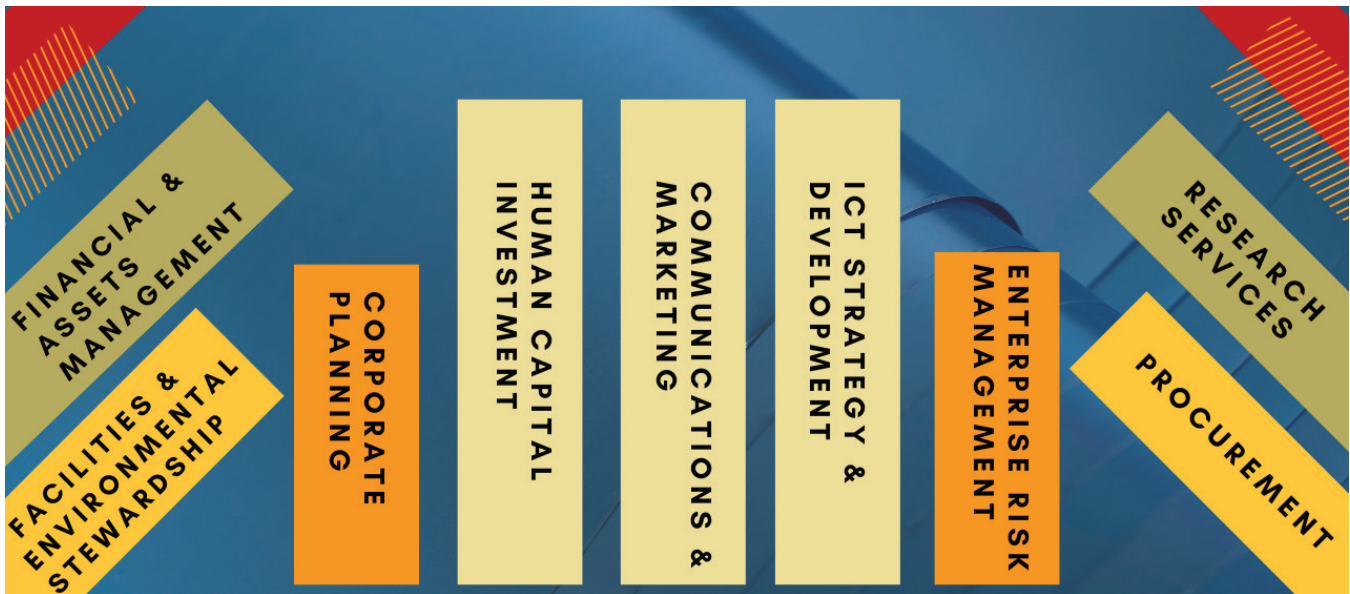 FINANCIAL &
ASSETS
MANAGEMENT
FACILITIES &
ENVIRONMENTAL
STEWARDSHIP
CORPORATE
PLANNING
HUMAN CAPITAL
INVESTMENT
COMMUNICATIONS &
MARKETING
ICT STRATEGY &
DEVELOPMENT
ENTERPRISE RISK
MANAGEMENT
RESEARCH
SERVICES
PROCUREMENT